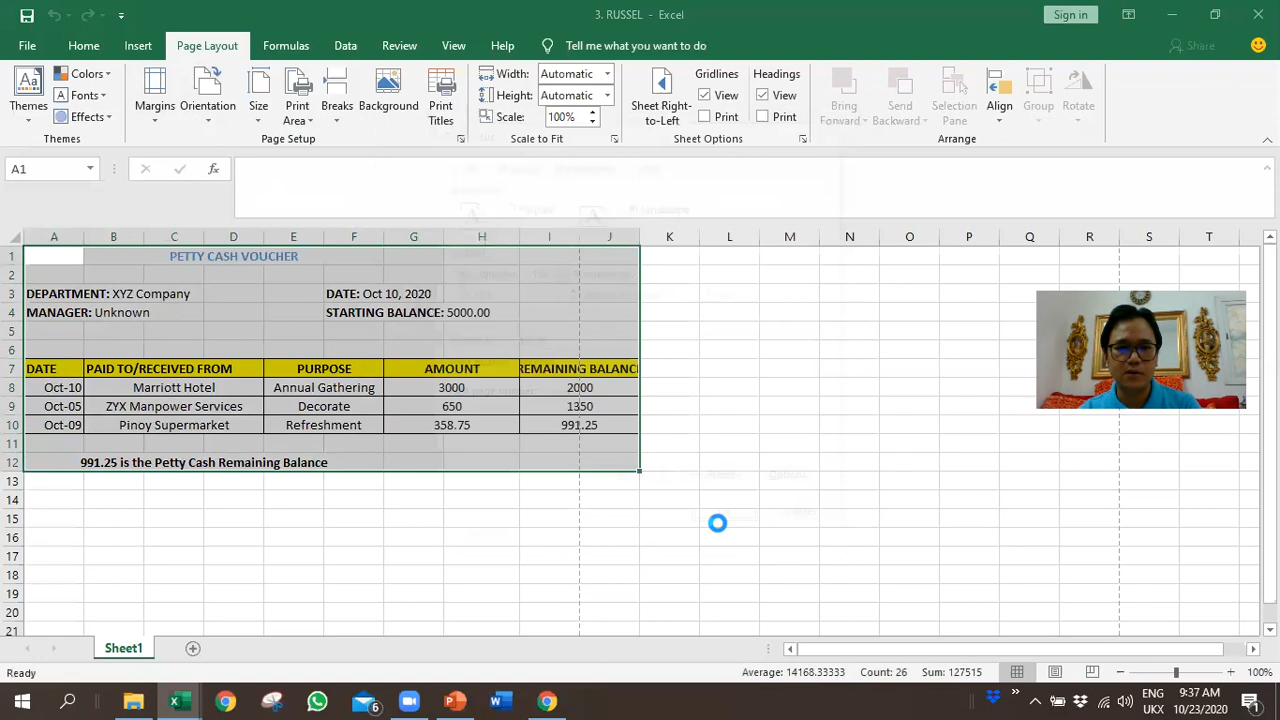 3. RUSSEL - Excel
Sign in
File Home Insert Page Layout Formulas Data Review View Help Tell me what you want to do Share
Themes Colors Fonts Effects
Margins Orientation Size Print Area Breaks Background Print Titles
Width: Automatic
Height: Automatic
Scale: 100%
Sheet Right-to-Left
Gridlines View Print
Headings View Print
Bring Forward Send Backward Selection Pane Align Group Rotate
Themes Page Setup Scale to Fit Sheet Options Arrange
A1 fx
A B C D E F G H I J K L M N O P Q R S T
1 PETTY CASH VOUCHER
2
3 DEPARTMENT: XYZ Company DATE: Oct 10, 2020
4 MANAGER: Unknown STARTING BALANCE: 5000.00
5
6
7 DATE PAID TO/RECEIVED FROM PURPOSE AMOUNT REMAINING BALANC
8 Oct-10 Marriott Hotel Annual Gathering 3000 2000
9 Oct-05 ZYX Manpower Services Decorate 650 1350
10 Oct-09 Pinoy Supermarket Refreshment 358.75 991.25
11
12 991.25 is the Petty Cash Remaining Balance
13
14
15
16
17
18
19
20
21
Sheet1
Ready Average: 14168.33333 Count: 26 Sum: 127515 100%
6 ENG 9:37 AM
UKX 10/23/2020 1